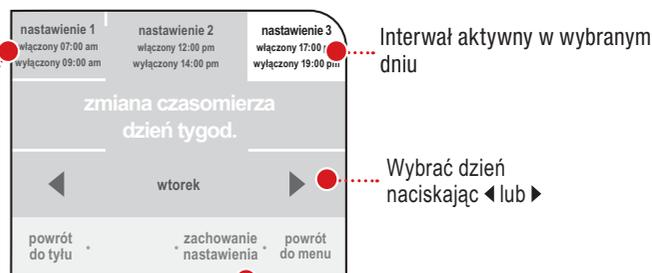 nastawienie 1
włączony 07:00 am
wyłączony 09:00 am
nastawienie 2
włączony 12:00 pm
wyłączony 14:00 pm
nastawienie 3
włączony 17:00
wyłączony 19:00 pm
Interwał aktywny w wybranym
dniu
zmiana czasomierza
dzień tygod.
◀ wtorek ▶
Wybrać dzień
naciskając ◀ lub ▶
powrót
do tyłu
zachowanie
nastawienia
powrót
do menu